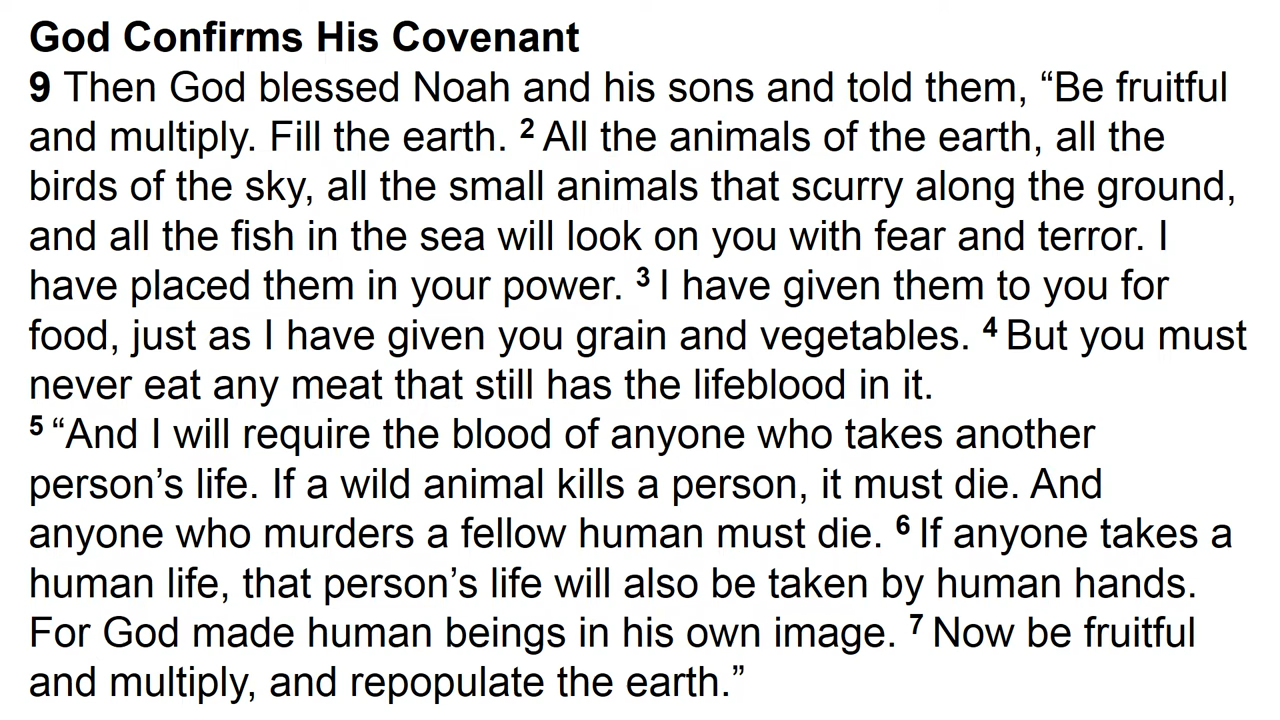 God Confirms His Covenant
9 Then God blessed Noah and his sons and told them, “Be fruitful
and multiply. Fill the earth. 2 All the animals of the earth, all the
birds of the sky, all the small animals that scurry along the ground,
and all the fish in the sea will look on you with fear and terror. I
have placed them in your power. 3 I have given them to you for
food, just as I have given you grain and vegetables. 4 But you must
never eat any meat that still has the lifeblood in it.
5 “And I will require the blood of anyone who takes another
person’s life. If a wild animal kills a person, it must die. And
anyone who murders a fellow human must die. 6 If anyone takes a
human life, that person’s life will also be taken by human hands.
For God made human beings in his own image. 7 Now be fruitful
and multiply, and repopulate the earth.”